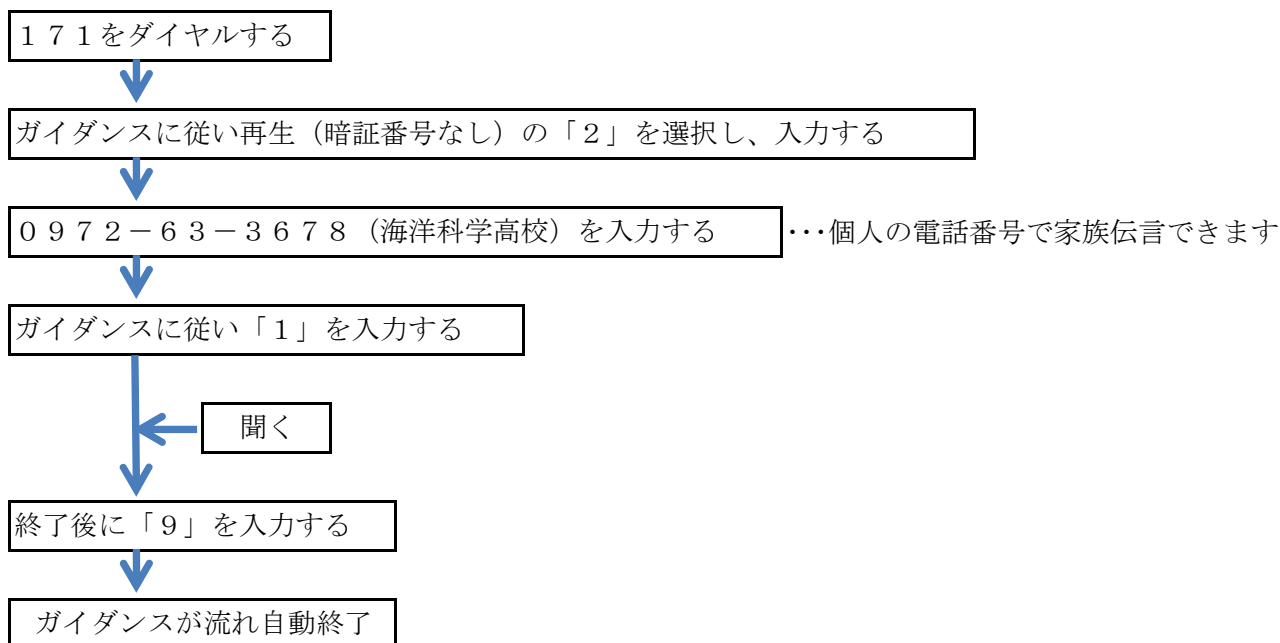 １７１をダイヤルする
ガイダンスに従い再生（暗証番号なし）の「２」を選択し、入力する
０９７２－６３－３６７８（海洋科学高校）を入力する　･･･個人の電話番号で家族伝言できます
ガイダンスに従い「１」を入力する
聞く
終了後に「９」を入力する
ガイダンスが流れ自動終了